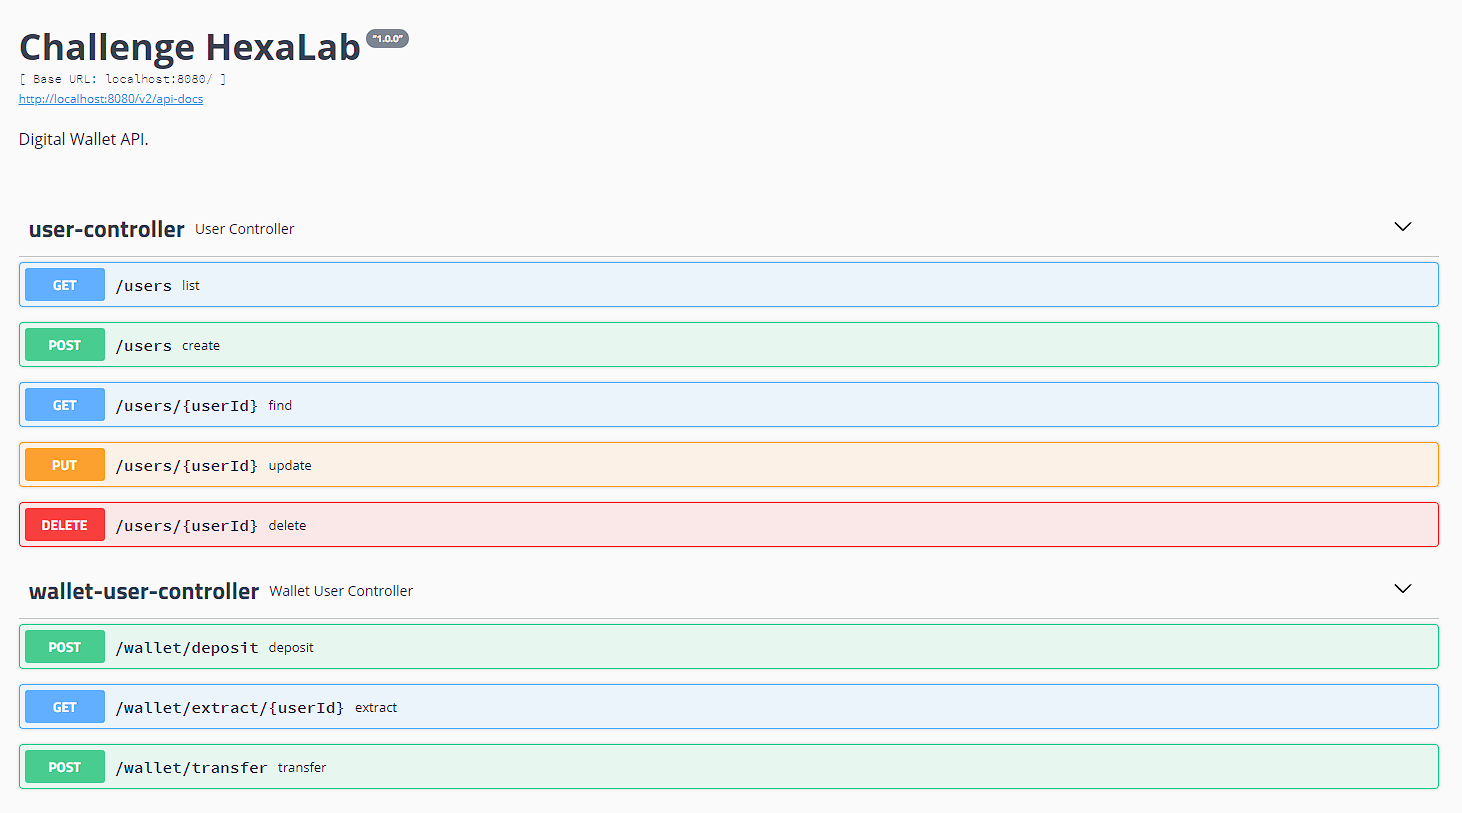 Challenge HexaLab "1.0.0"
[ Base URL: localhost:8080/ ]
http://localhost:8080/v2/api-docs
Digital Wallet API.
user-controller User Controller
GET /users list
POST /users create
GET /users/{userId} find
PUT /users/{userId} update
DELETE /users/{userId} delete
wallet-user-controller Wallet User Controller
POST /wallet/deposit deposit
GET /wallet/extract/{userId} extract
POST /wallet/transfer transfer